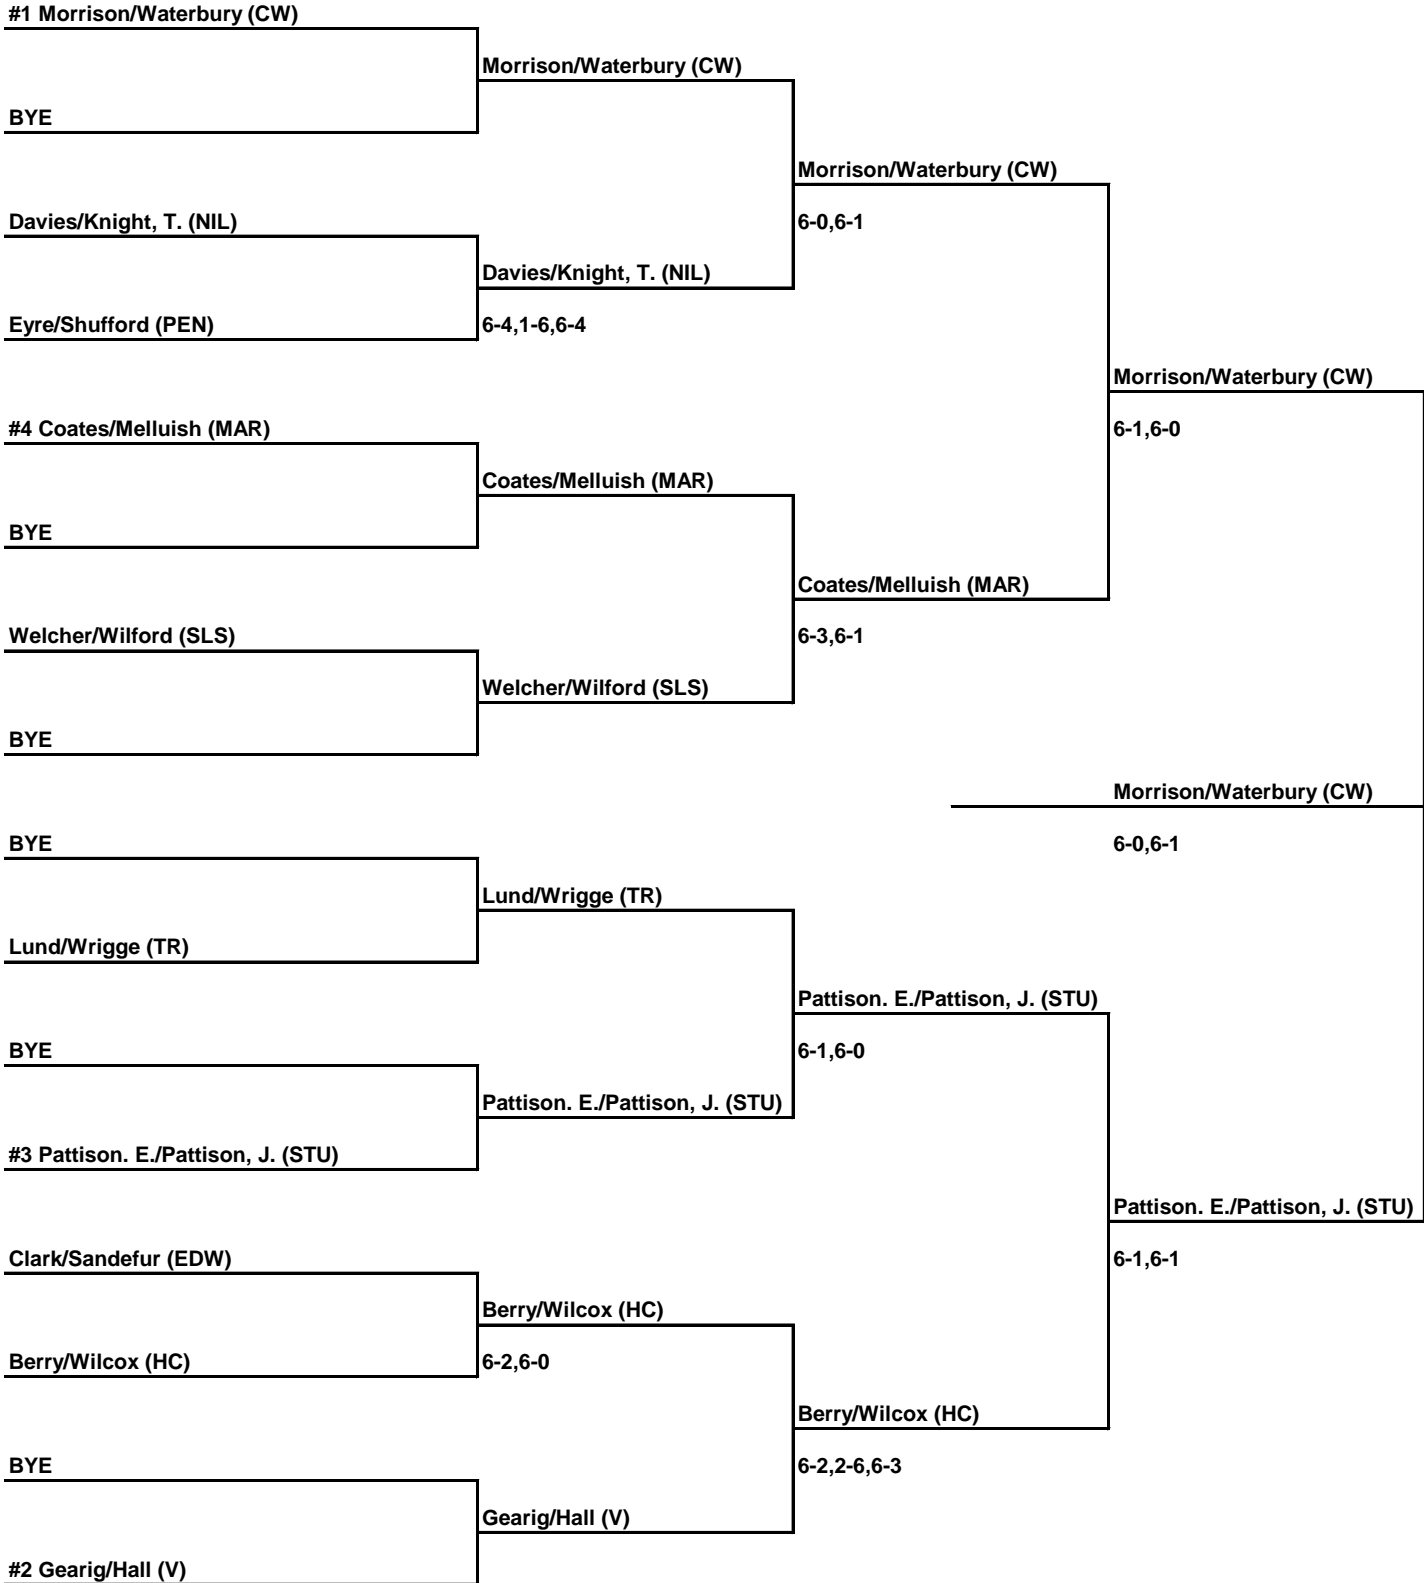 #1 Morrison/Waterbury (CW)
Morrison/Waterbury (CW)
BYE
Morrison/Waterbury (CW)
Davies/Knight, T. (NIL)
6-0,6-1
Davies/Knight, T. (NIL)
Eyre/Shufford (PEN)
6-4,1-6,6-4
Morrison/Waterbury (CW)
#4 Coates/Melluish (MAR)
6-1,6-0
Coates/Melluish (MAR)
BYE
Coates/Melluish (MAR)
Welcher/Wilford (SLS)
6-3,6-1
Welcher/Wilford (SLS)
BYE
Morrison/Waterbury (CW)
BYE
6-0,6-1
Lund/Wrigge (TR)
Lund/Wrigge (TR)
Pattison. E./Pattison, J. (STU)
BYE
6-1,6-0
Pattison. E./Pattison, J. (STU)
#3 Pattison. E./Pattison, J. (STU)
Pattison. E./Pattison, J. (STU)
Clark/Sandefur (EDW)
6-1,6-1
Berry/Wilcox (HC)
Berry/Wilcox (HC)
6-2,6-0
Berry/Wilcox (HC)
BYE
6-2,2-6,6-3
Gearig/Hall (V)
#2 Gearig/Hall (V)